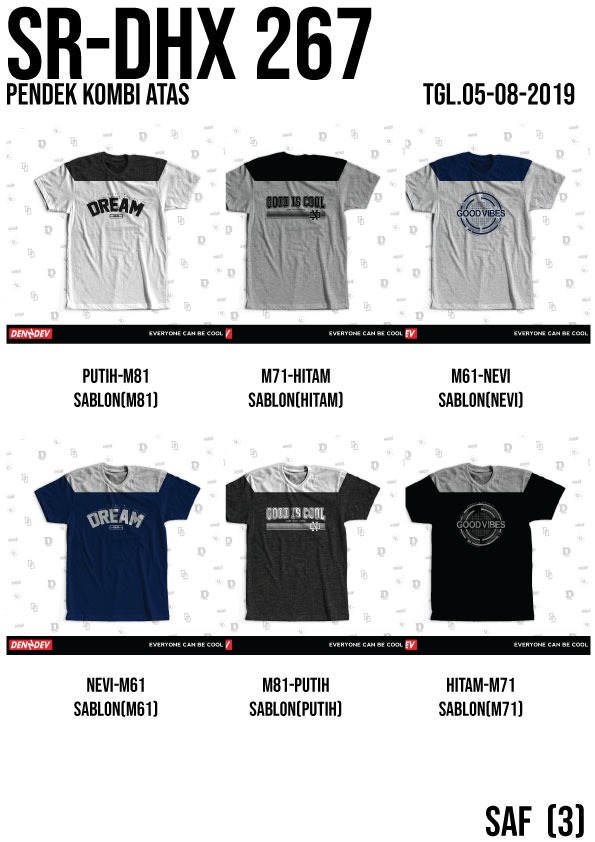 SR-DHX 267
PENDEK KOMBI ATAS
TGL.05-08-2019
DREAM
GOOD IS COOL
GOOD VIBES
DENNDEV
EVERYONE CAN BE COOL
EVERYONE CAN BE COOL
EV
EVERYONE CAN BE COOL
PUTIH-M81
SABLON(M81)
M71-HITAM
SABLON(HITAM)
M61-NEVI
SABLON(NEVI)
DREAM
GOOD IS COOL
GOOD VIBES
DENNDEV
EVERYONE CAN BE COOL
EVERYONE CAN BE COOL
EV
EVERYONE CAN BE COOL
NEVI-M61
SABLON(M61)
M81-PUTIH
SABLON(PUTIH)
HITAM-M71
SABLON(M71)
SAF (3)